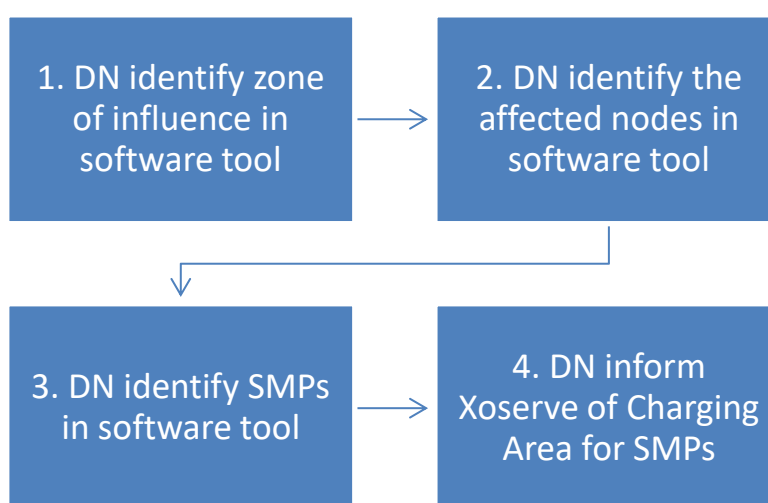 1. DN identify zone
of influence in
software tool
2. DN identify the
affected nodes in
software tool
3. DN identify SMPs
in software tool
4. DN inform
Xoserve of Charging
Area for SMPs